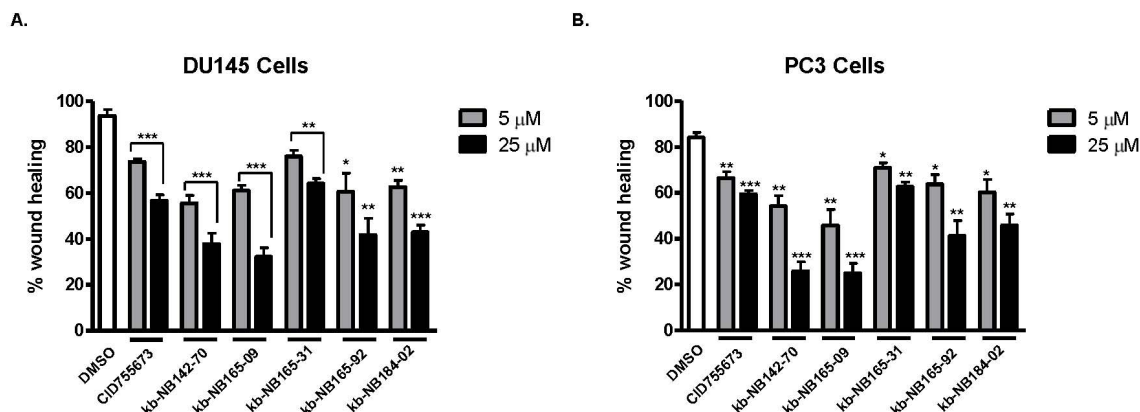 A.
DU145 Cells
% wound healing
100
80
60
40
20
0
***
***
***
**
*
**
**
***
5 μM
25 μM
DMSO
CID755673
kb-NB142-70
kb-NB165-09
kb-NB165-31
kb-NB165-92
kb-NB184-02
B.
PC3 Cells
% wound healing
100
80
60
40
20
0
**
***
**
***
**
***
*
**
*
**
*
**
5 μM
25 μM
DMSO
CID755673
kb-NB142-70
kb-NB165-09
kb-NB165-31
kb-NB165-92
kb-NB184-02